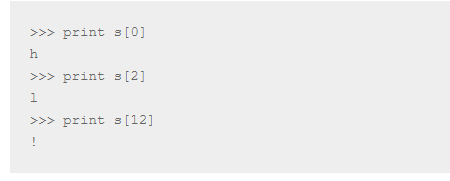 >>> print s[0]
h
>>> print s[2]
l
>>> print s[12]
!